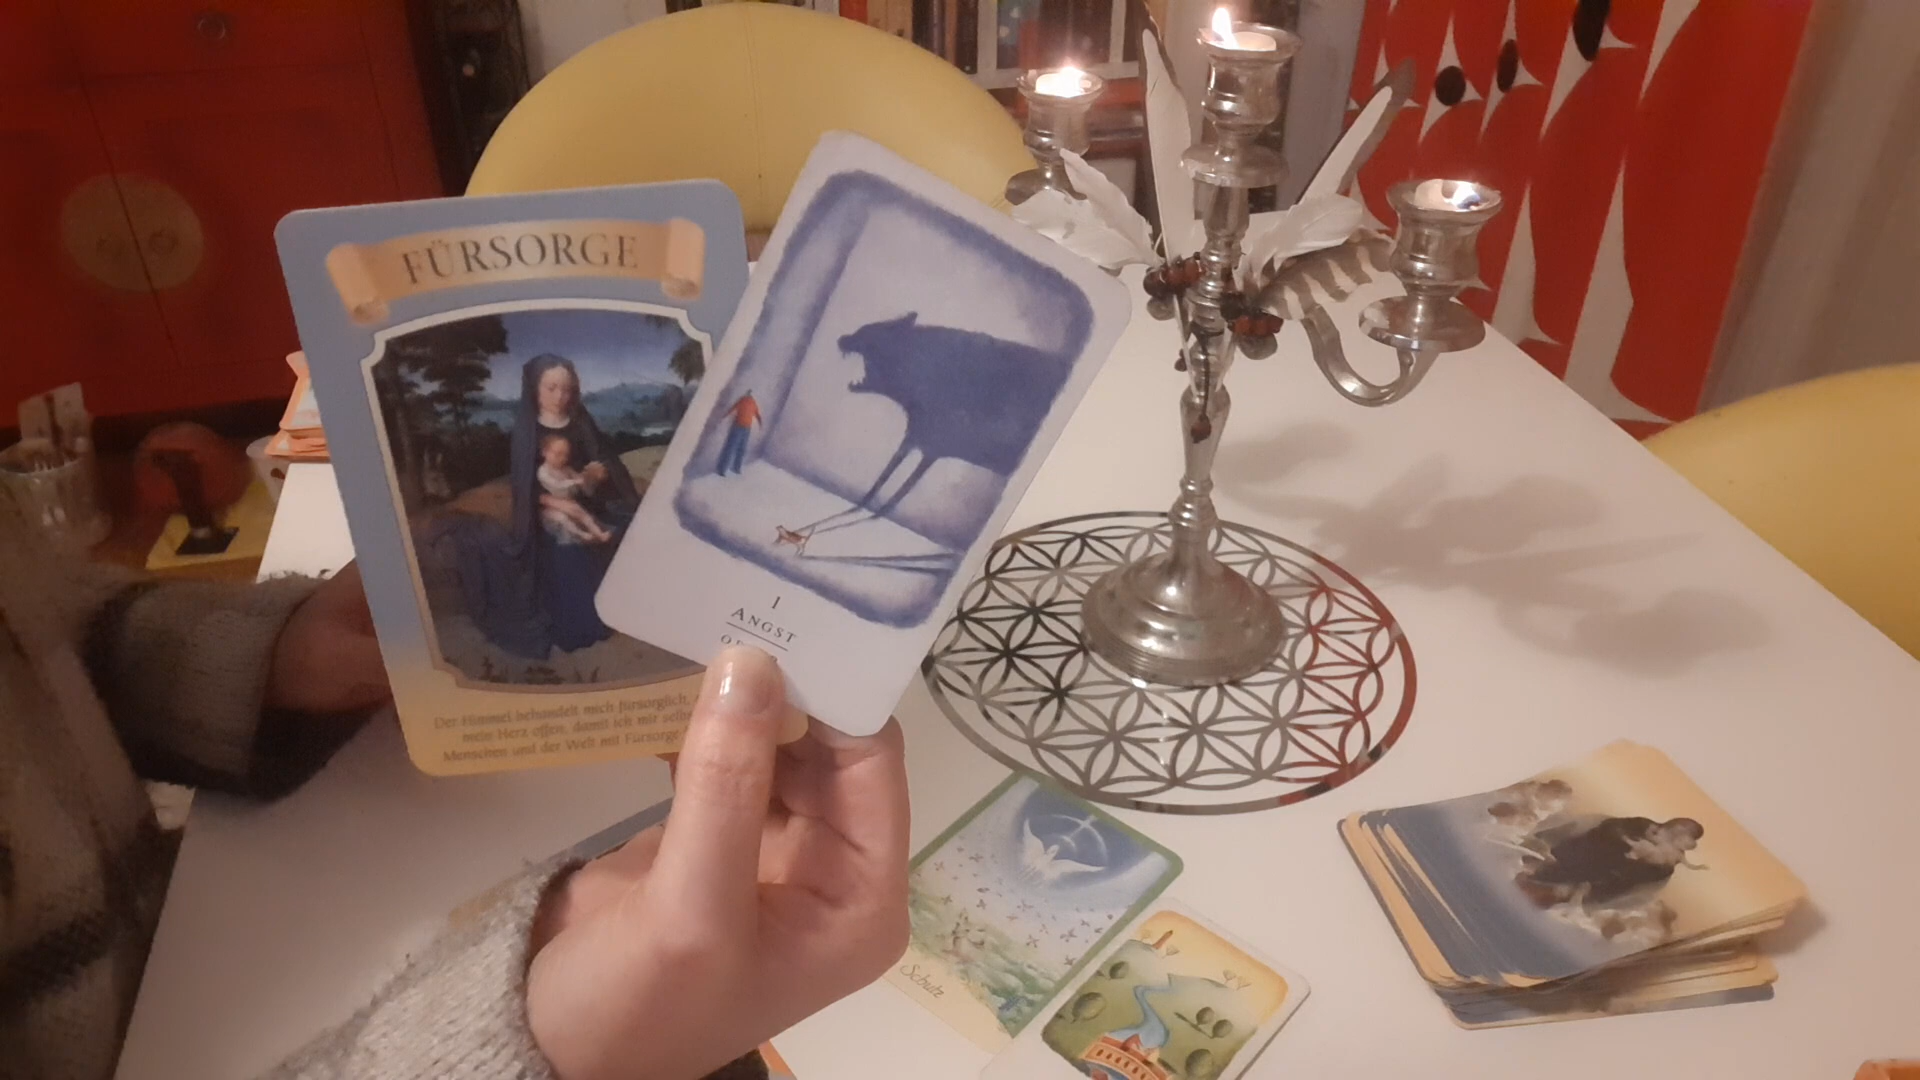 FÜRSORGE
Der Himmel behandelt mich fürsorglich,
mein Herz offen, damit ich mir selbst
Menschen und der Welt mit Fürsorge
1
ANGST
Schutz